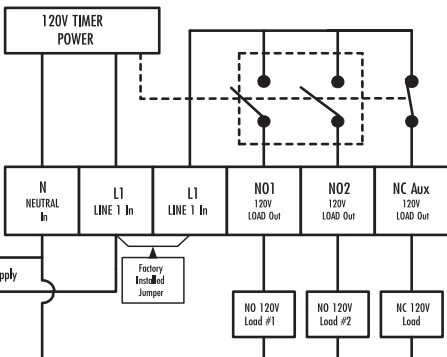 120V TIMER
POWER
N
NEUTRAL
In
L1
LINE 1 In
L1
LINE 1 In
NO1
120V
LOAD Out
NO2
120V
LOAD Out
NC Aux
120V
LOAD Out
Factory
Installed
Jumper
NO 120V
Load #1
NO 120V
Load #2
NC 120V
Load